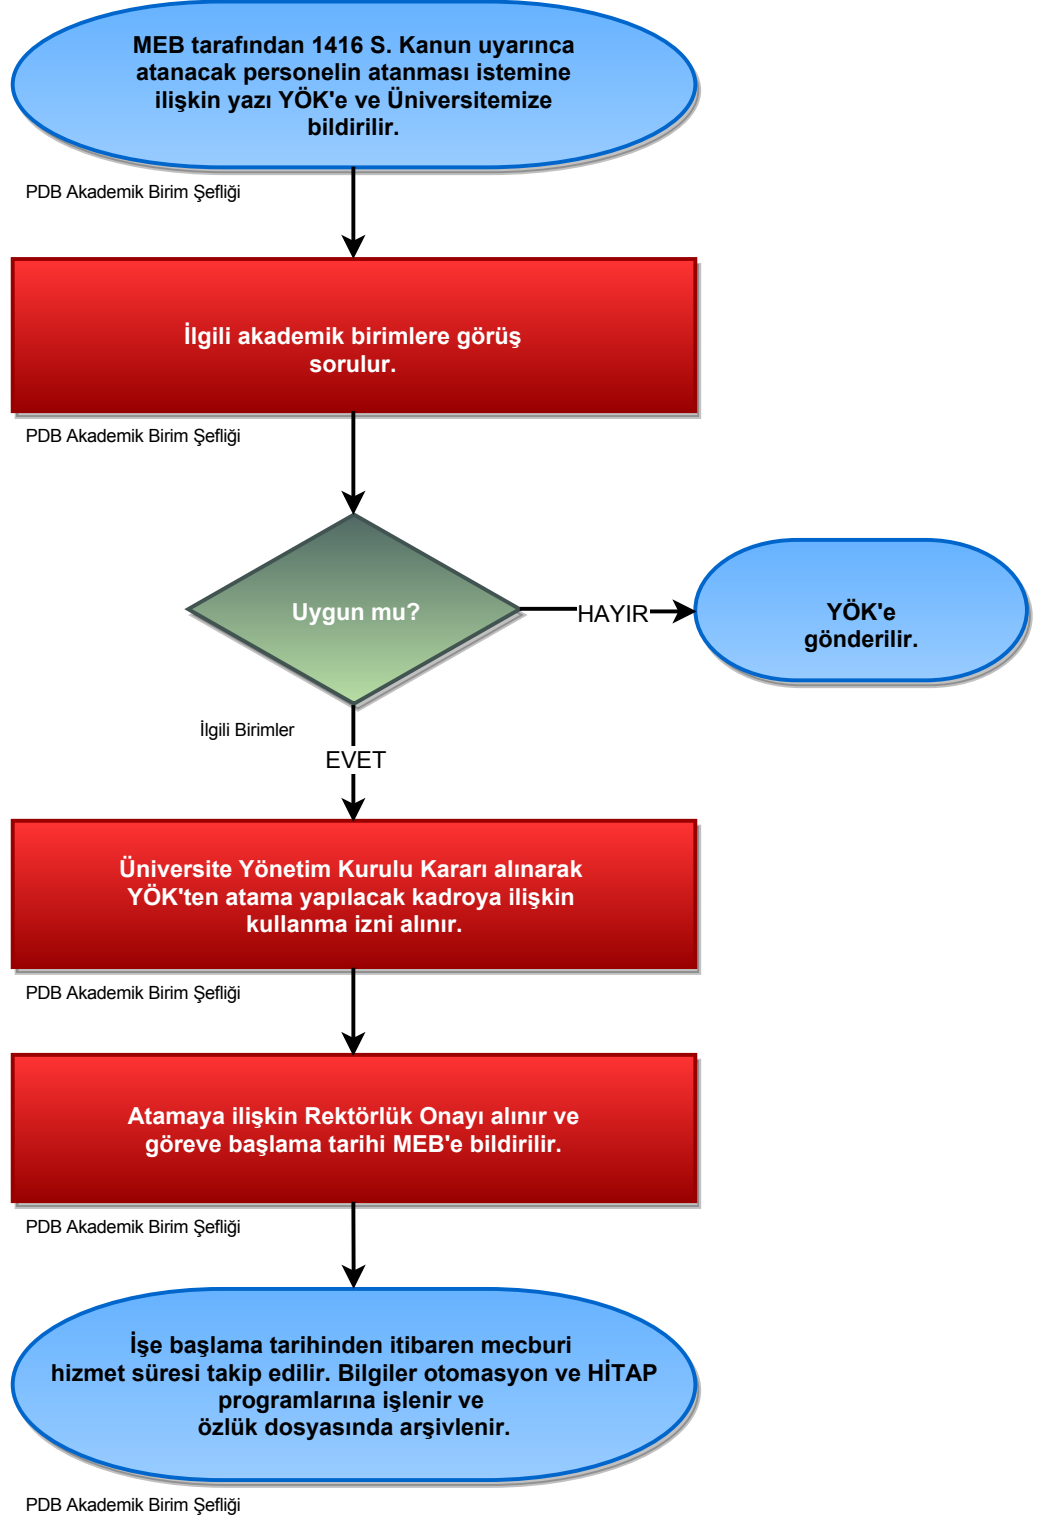 MEB tarafından 1416 S. Kanun uyarınca
atanacak personelin atanması istemine
ilişkin yazı YÖK'e ve Üniversitemize
bildirilir.
PDB Akademik Birim Şefliği
İlgili akademik birimlere görüş
sorulur.
PDB Akademik Birim Şefliği
Uygun mu?
HAYIR
YÖK'e
gönderilir.
İlgili Birimler
EVET
Üniversite Yönetim Kurulu Kararı alınarak
YÖK'ten atama yapılacak kadroya ilişkin
kullanma izni alınır.
PDB Akademik Birim Şefliği
Atamaya ilişkin Rektörlük Onayı alınır ve
göreve başlama tarihi MEB'e bildirilir.
PDB Akademik Birim Şefliği
İşe başlama tarihinden itibaren mecburi
hizmet süresi takip edilir. Bilgiler otomasyon ve HİTAP
programlarına işlenir ve
özlük dosyasında arşivlenir.
PDB Akademik Birim Şefliği